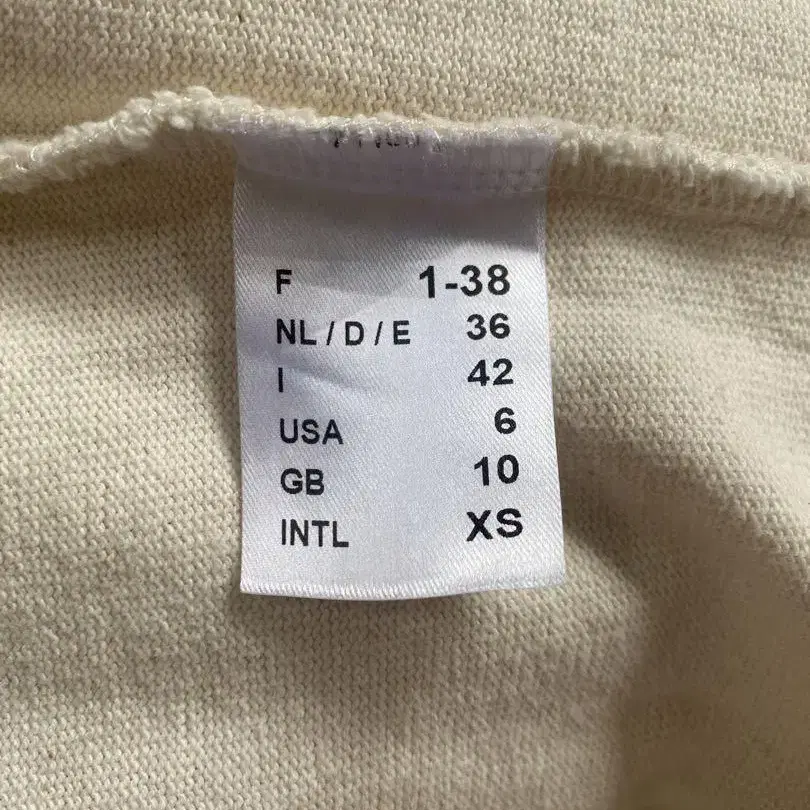 F 1-38
NL / D / E 36
I 42
USA 6
GB 10
INTL XS